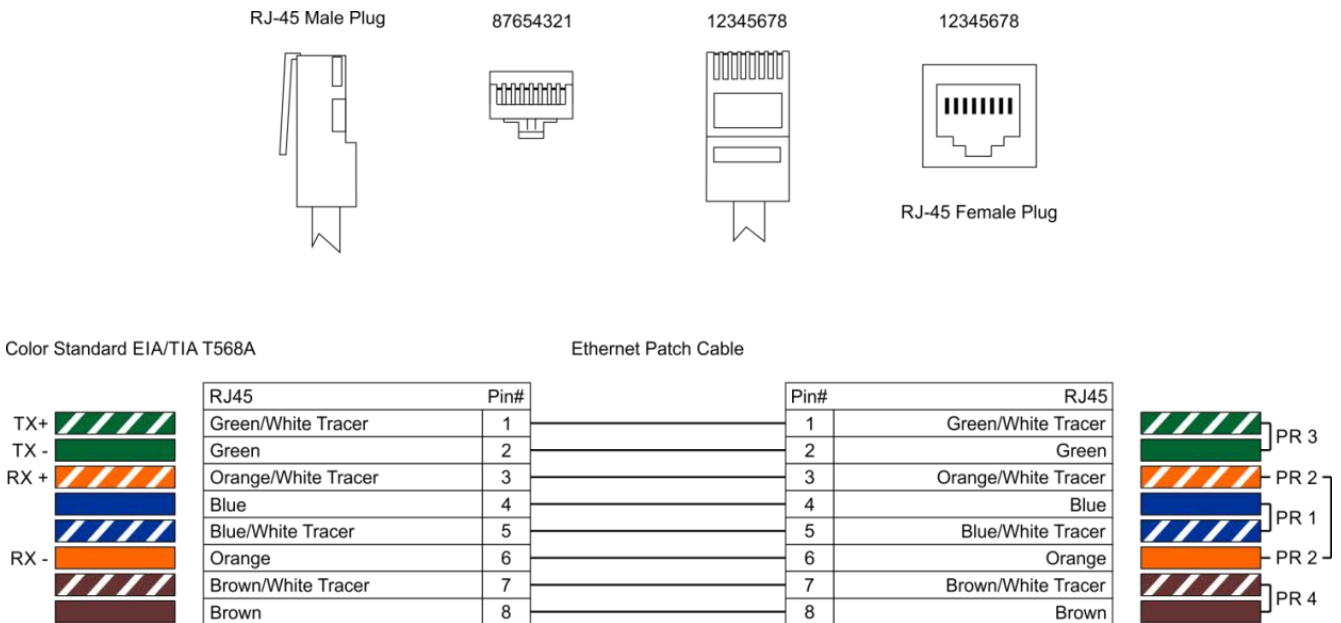 RJ-45 Male Plug 87654321 12345678 12345678
RJ-45 Female Plug
Color Standard EIA/TIA T568A Ethernet Patch Cable
RJ45 Pin# Pin# RJ45
TX+ Green/White Tracer 1 1 Green/White Tracer
TX - Green 2 2 Green
PR 3
RX + Orange/White Tracer 3 3 Orange/White Tracer PR 2
Blue 4 4 Blue
PR 1
Blue/White Tracer 5 5 Blue/White Tracer
RX - Orange 6 6 Orange PR 2
Brown/White Tracer 7 7 Brown/White Tracer
PR 4
Brown 8 8 Brown